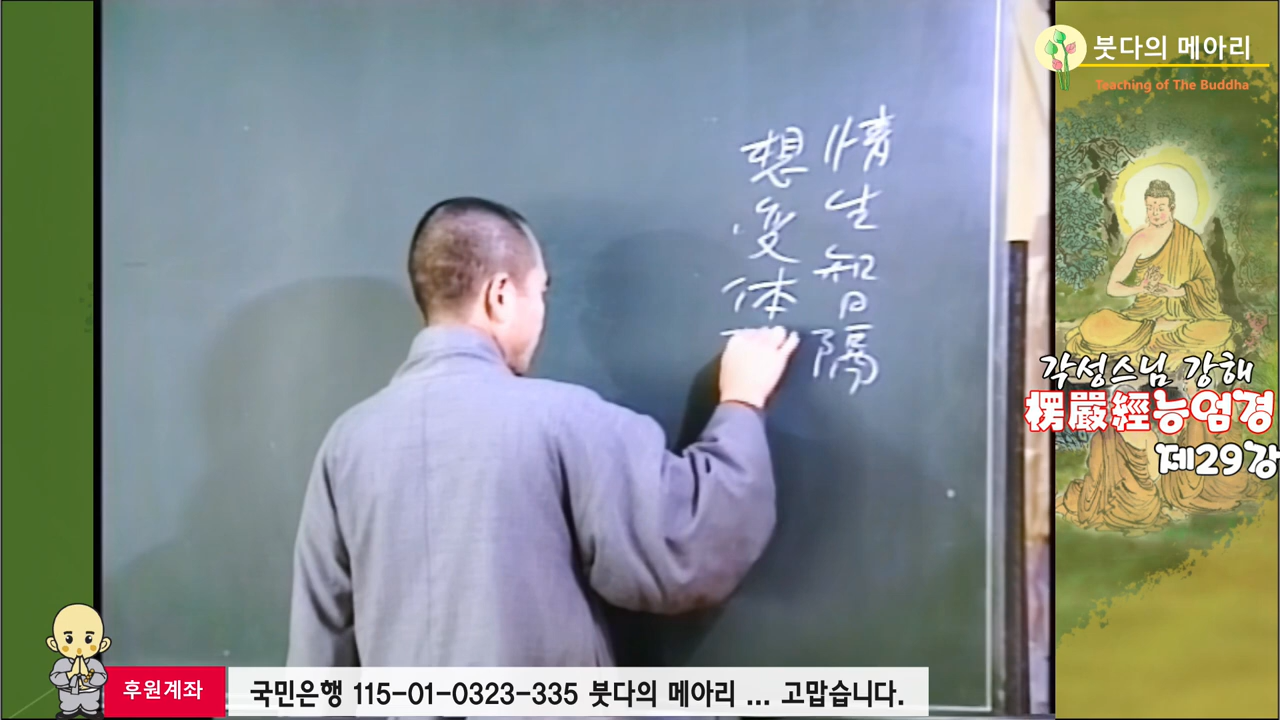 情生智隔
想変体
붓다의 메아리
Teaching of The Buddha
각성스님 강해
楞嚴經능엄경
제29강
후원계좌
국민은행 115-01-0323-335 붓다의 메아리 ... 고맙습니다.